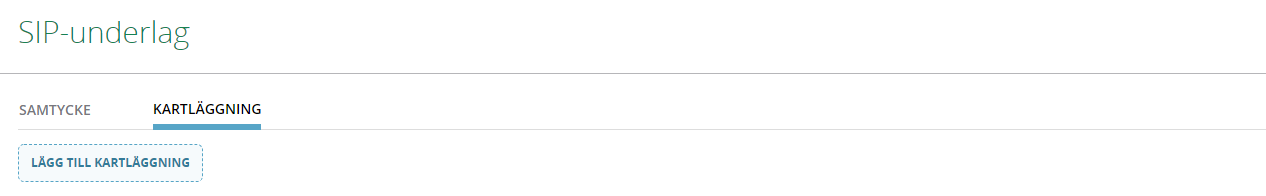 SIP-underlag
SAMTYCKE KARTLÄGGNING
LÄGG TILL KARTLÄGGNING